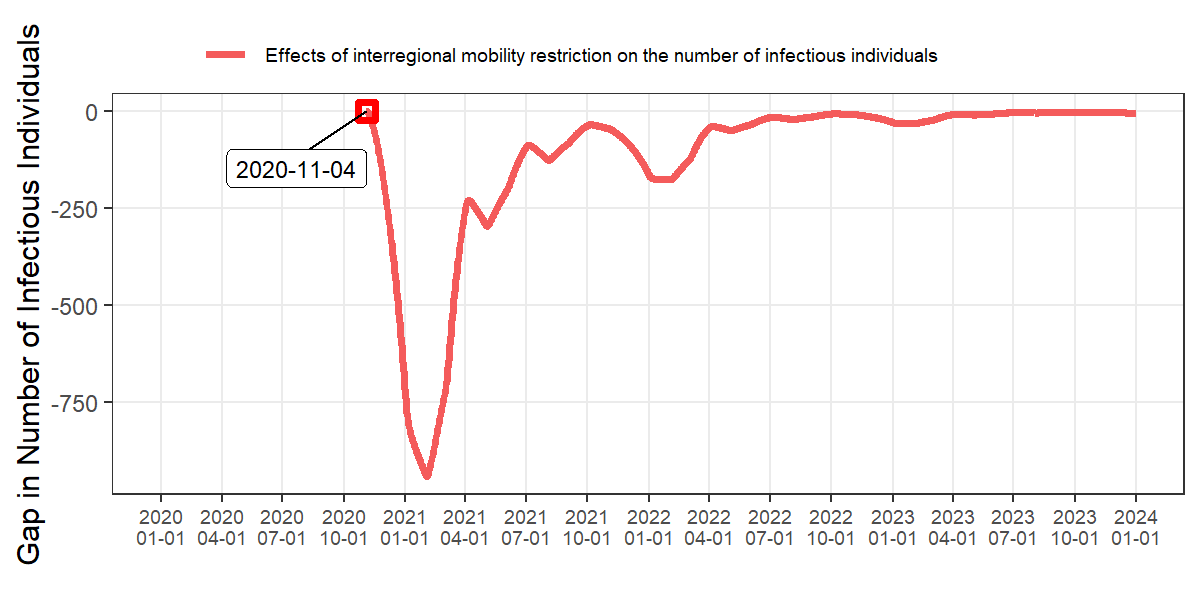 Effects of interregional mobility restriction on the number of infectious individuals
Gap in Number of Infectious Individuals
0
-250
-500
-750
2020-11-04
2020 2020 2020 2020 2021 2021 2021 2021 2022 2022 2022 2022 2023 2023 2023 2023 2024
01-01 04-01 07-01 10-01 01-01 04-01 07-01 10-01 01-01 04-01 07-01 10-01 01-01 04-01 07-01 10-01 01-01